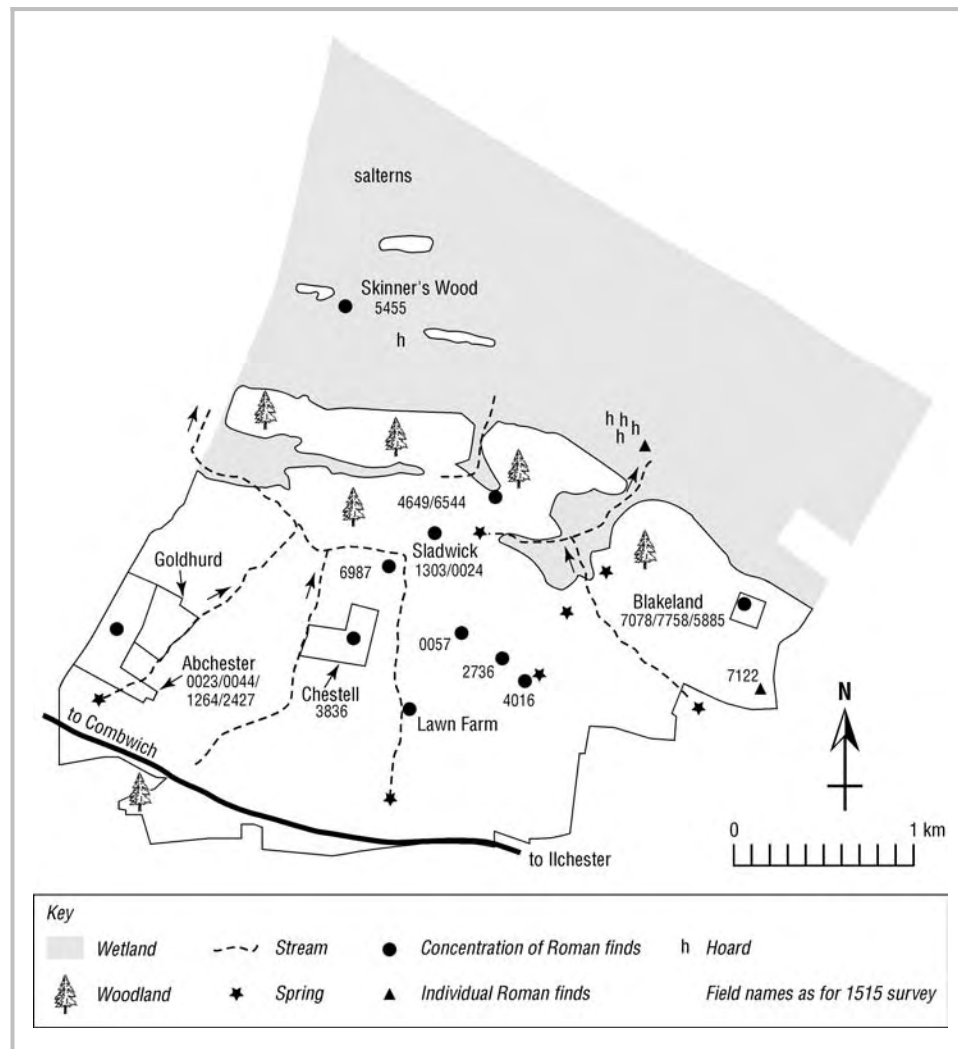 salterns
Skinner's Wood
5455
h
h h h
h
4649/6544
Sladwick
1303/0024
Goldhurd
6987
Blakeland
7078/7758/5885
0057
Abchester
0023/0044/
1264/2427
2736
7122
Chestell
3836
4016
N
to Combwich
Lawn Farm
0 1 km
to Ilchester
Key
Wetland Stream Concentration of Roman finds h Hoard
Woodland Spring Individual Roman finds Field names as for 1515 survey